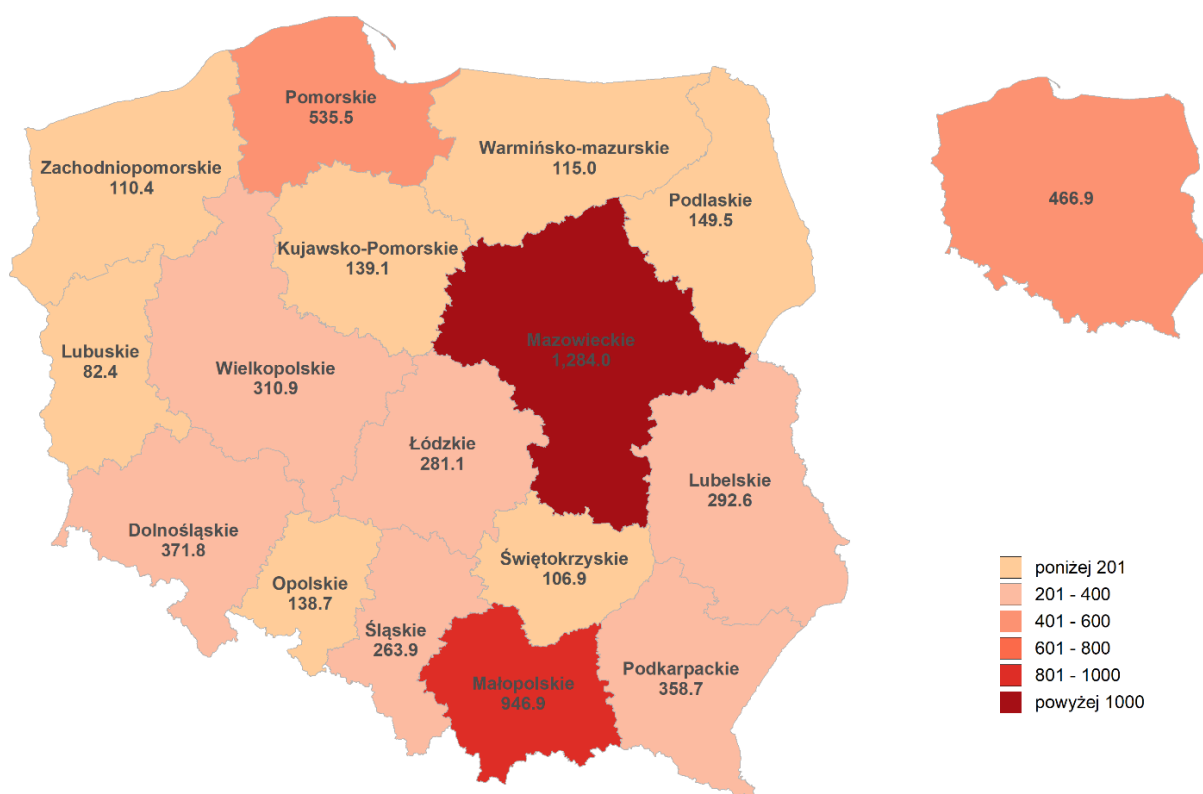 Pomorskie
535.5
Zachodniopomorskie
110.4
Warmińsko-mazurskie
115.0
Podlaskie
149.5
Kujawsko-Pomorskie
139.1
Mazowieckie
1,284.0
Lubuskie
82.4
Wielkopolskie
310.9
Łódzkie
281.1
Lubelskie
292.6
Dolnośląskie
371.8
Opolskie
138.7
Świętokrzyskie
106.9
Śląskie
263.9
Małopolskie
946.9
Podkarpackie
358.7
466.9
poniżej 201
201 - 400
401 - 600
601 - 800
801 - 1000
powyżej 1000